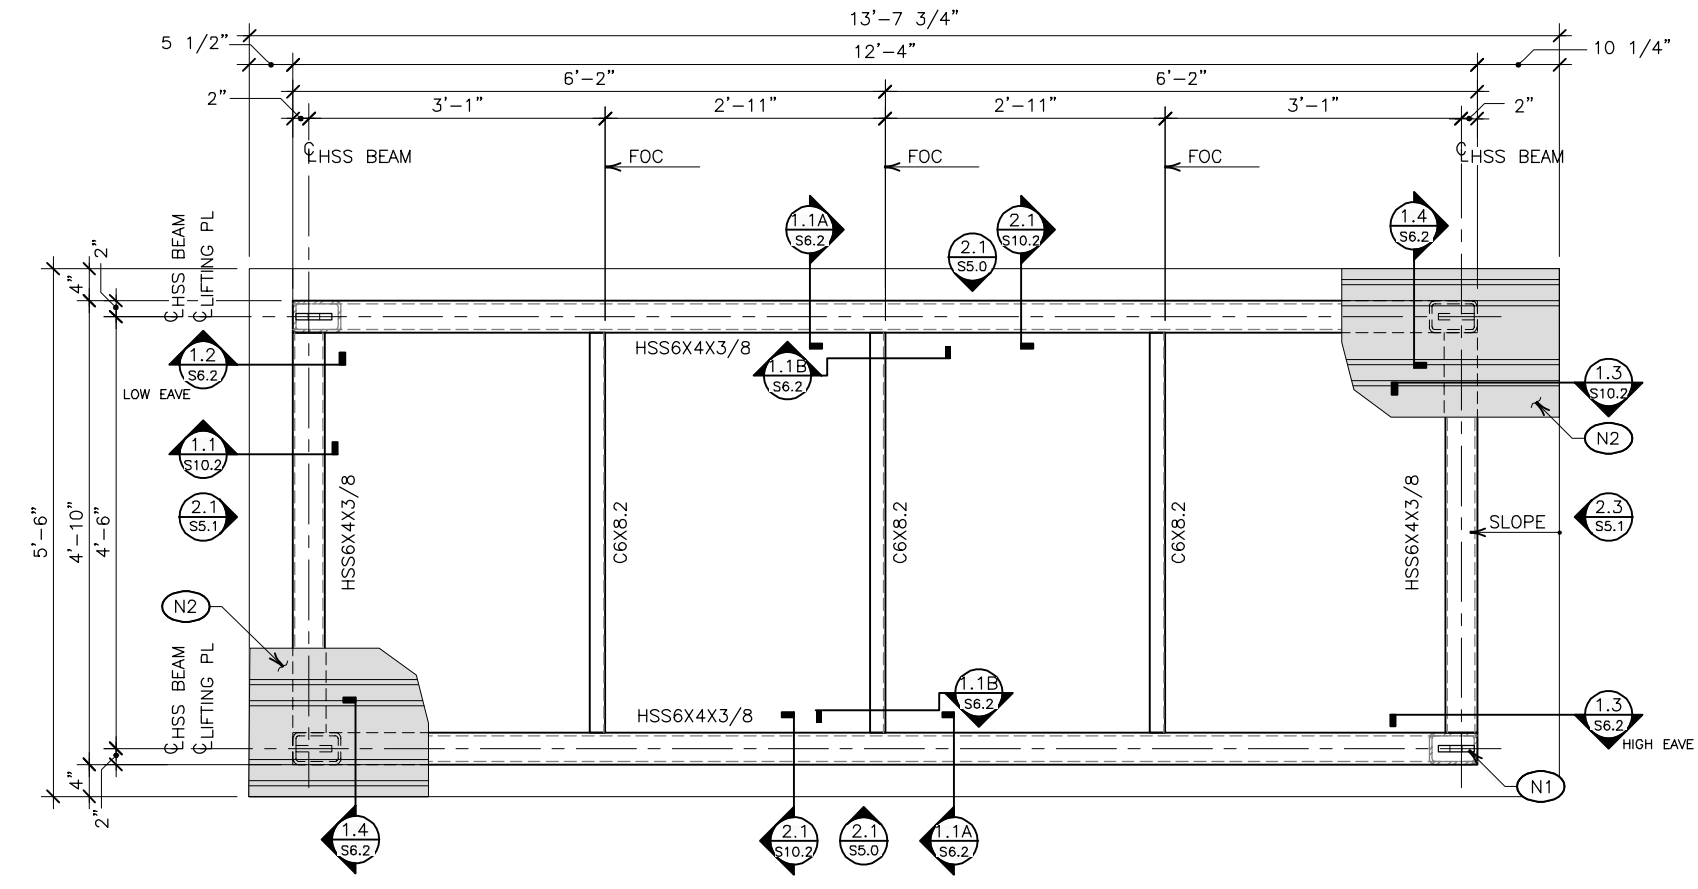 13'-7 3/4"
5 1/2"
12'-4"
10 1/4"
6'-2"
6'-2"
2"
3'-1"
2'-11"
2'-11"
3'-1"
2"
℄ HSS BEAM
FOC
FOC
FOC
℄ HSS BEAM
℄ HSS BEAM
℄ LIFTING PL
1.1A
S6.2
2.1
S10.2
2.1
S5.0
1.4
S6.2
2"
4"
1.2
S6.2
LOW EAVE
HSS6X4X3/8
1.1B
S6.2
1.3
S10.2
N2
1.1
S10.2
2.1
S5.1
HSS6X4X3/8
C6X8.2
C6X8.2
C6X8.2
HSS6X4X3/8
SLOPE
2.3
S5.1
5'-6"
4'-10"
4'-6"
N2
℄ HSS BEAM
℄ LIFTING PL
HSS6X4X3/8
1.1B
S6.2
1.3
S6.2
HIGH EAVE
4"
2"
N1
1.4
S6.2
2.1
S10.2
2.1
S5.0
1.1A
S6.2